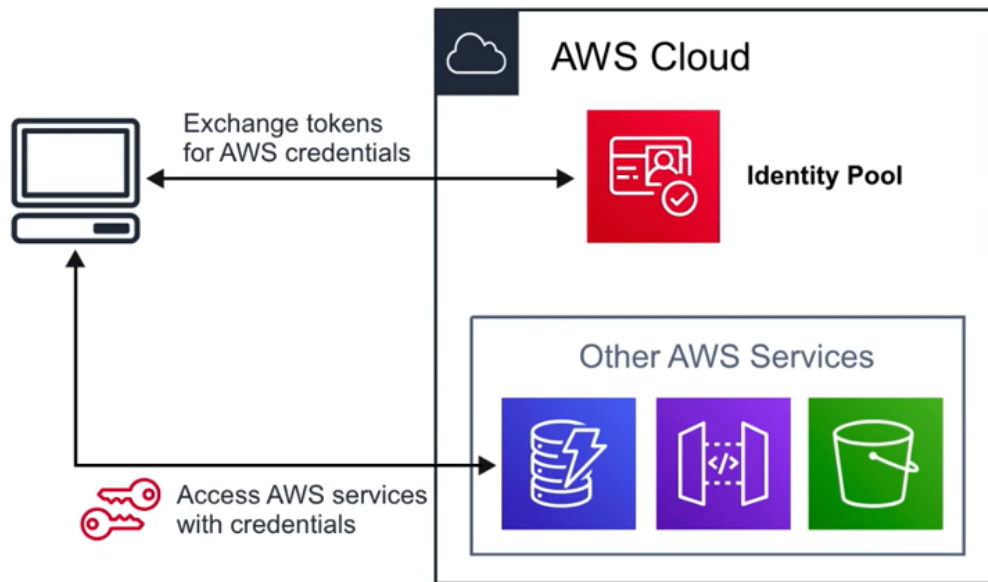 AWS Cloud
Exchange tokens
for AWS credentials
Identity Pool
Other AWS Services
</>
Access AWS services
with credentials